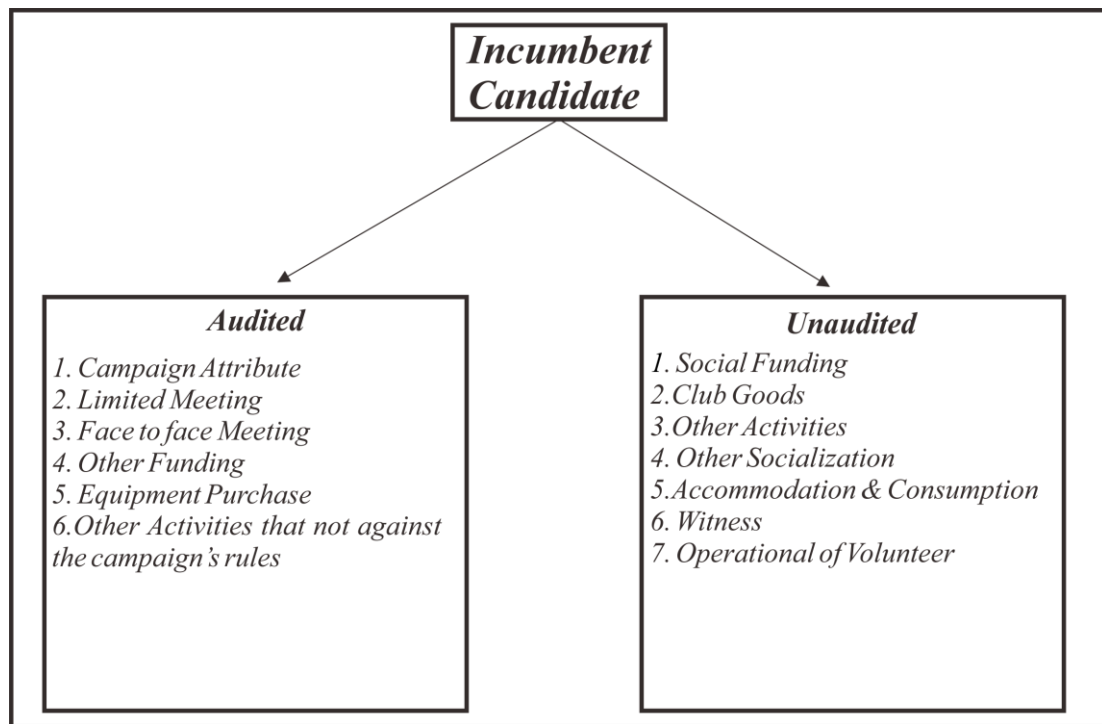 Incumbent
Candidate
Audited
1. Campaign Attribute
2. Limited Meeting
3. Face to face Meeting
4. Other Funding
5. Equipment Purchase
6.Other Activities that not against
the campaign's rules
Unaudited
1. Social Funding
2.Club Goods
3.Other Activities
4. Other Socialization
5.Accommodation & Consumption
6. Witness
7. Operational of Volunteer